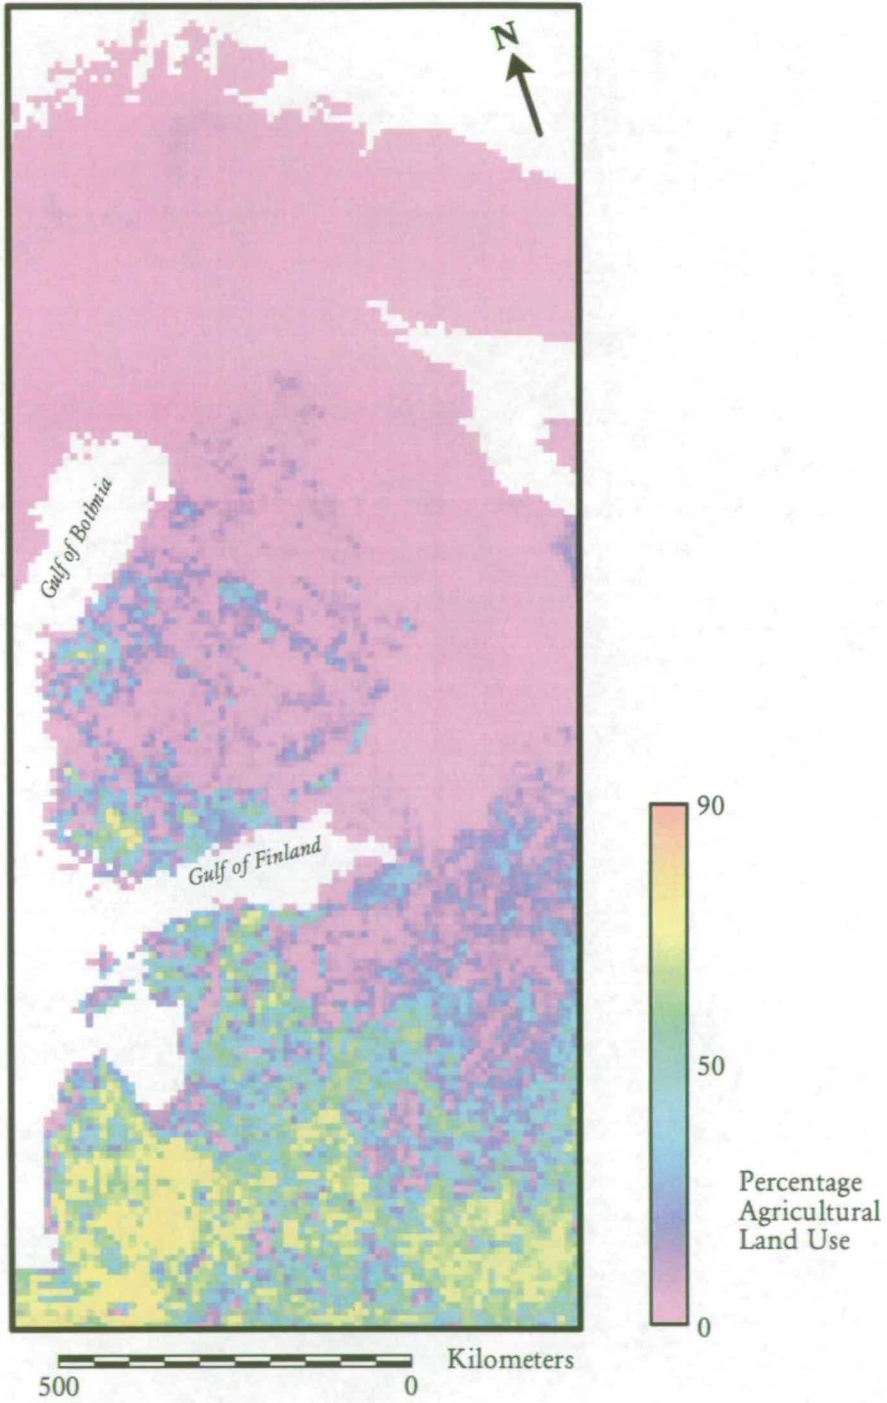 N
Gulf of Bothnia
Gulf of Finland
90
50
Percentage
Agricultural
Land Use
0
Kilometers
500 0